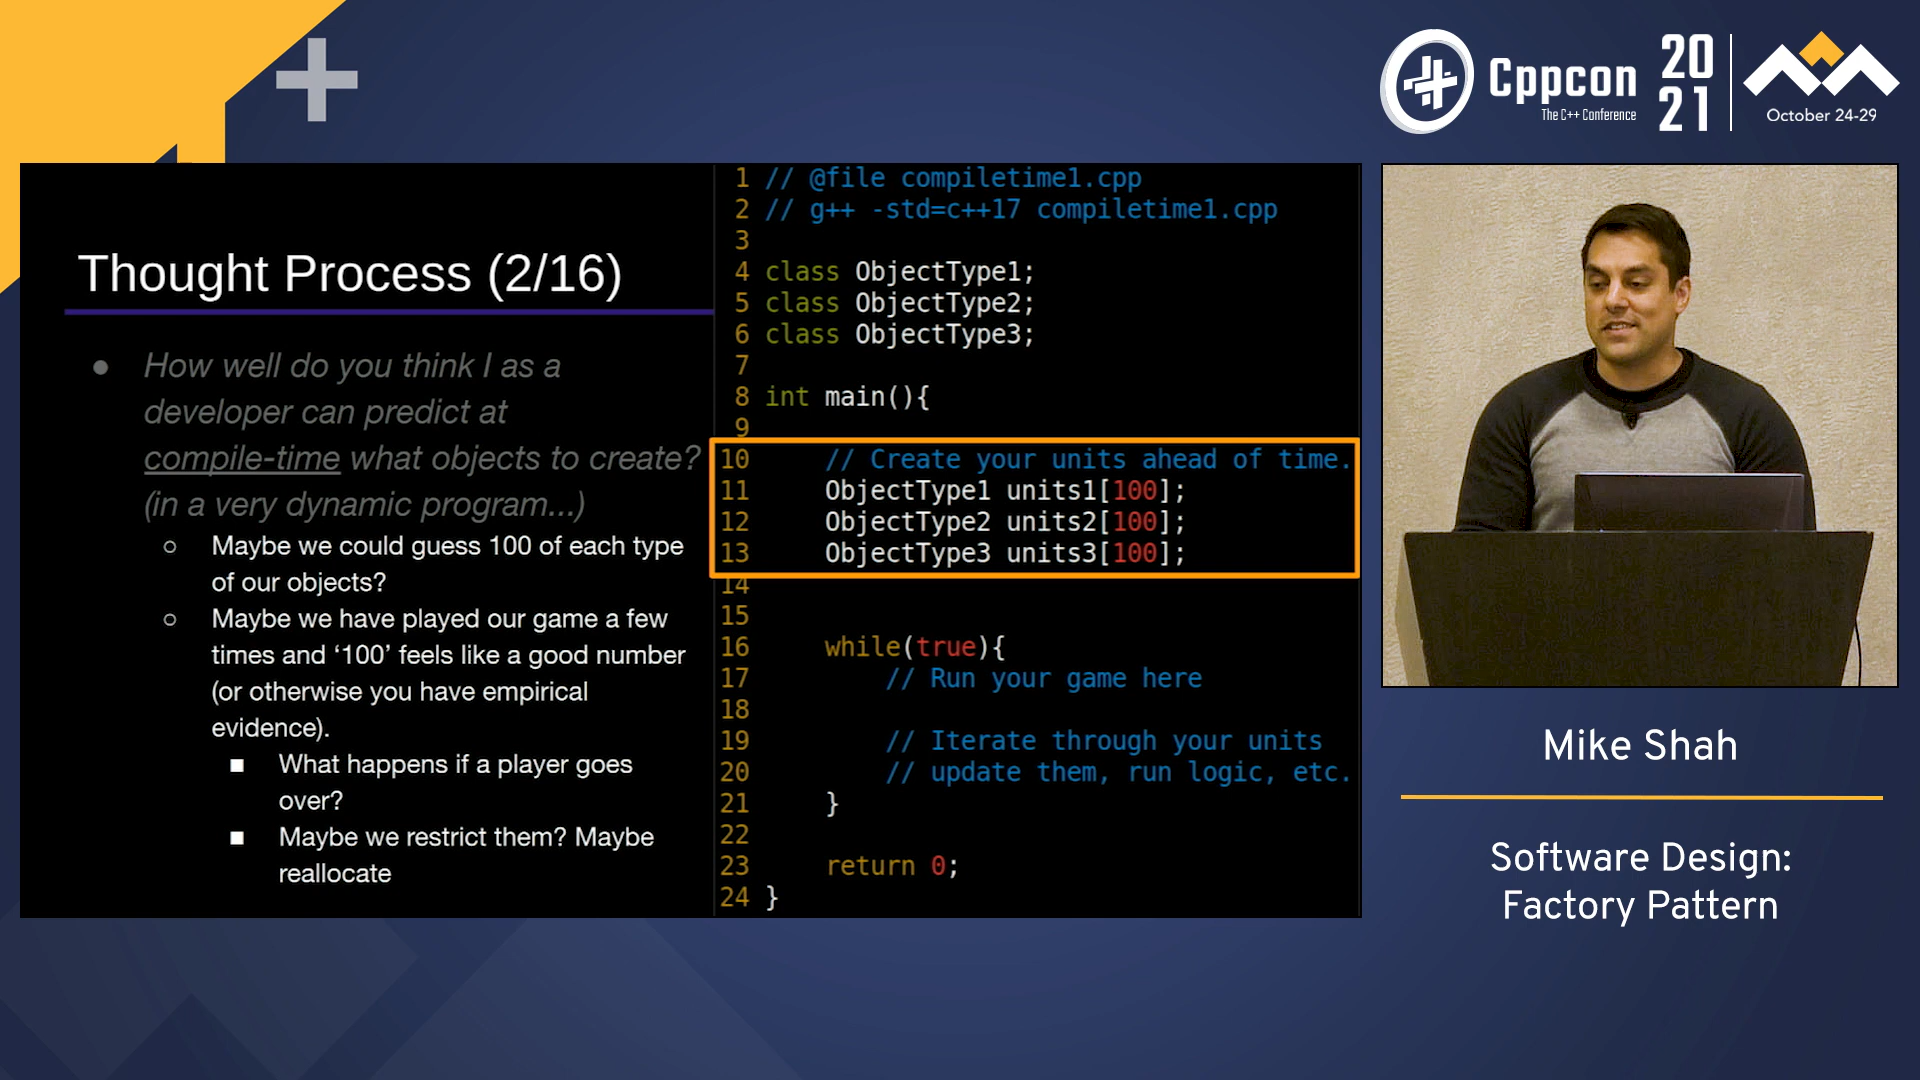 Cppcon
The C++ Conference
20
21
October 24-29
Thought Process (2/16)
● How well do you think I as a
developer can predict at
compile-time what objects to create?
(in a very dynamic program...)
○ Maybe we could guess 100 of each type
of our objects?
○ Maybe we have played our game a few
times and ‘100’ feels like a good number
(or otherwise you have empirical
evidence).
■ What happens if a player goes
over?
■ Maybe we restrict them? Maybe
reallocate
1 // @file compiletime1.cpp
2 // g++ -std=c++17 compiletime1.cpp
3
4 class ObjectType1;
5 class ObjectType2;
6 class ObjectType3;
7
8 int main(){
9
10     // Create your units ahead of time.
11     ObjectType1 units1[100];
12     ObjectType2 units2[100];
13     ObjectType3 units3[100];
14
15
16     while(true){
17         // Run your game here
18
19         // Iterate through your units
20         // update them, run logic, etc.
21     }
22
23     return 0;
24 }
Mike Shah
Software Design:
Factory Pattern